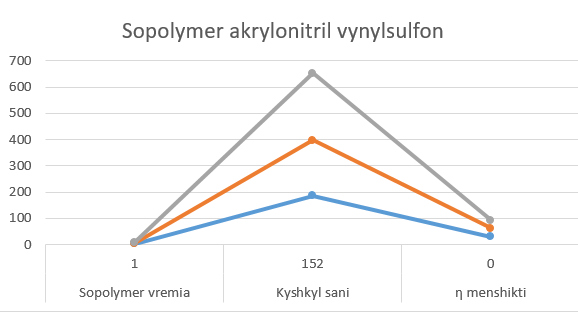 Sopolymer akrylonitril vynylsulfon
700
600
500
400
300
200
100
0
1 152 0
Sopolymer vremia Kyshkyl sani η menshikti